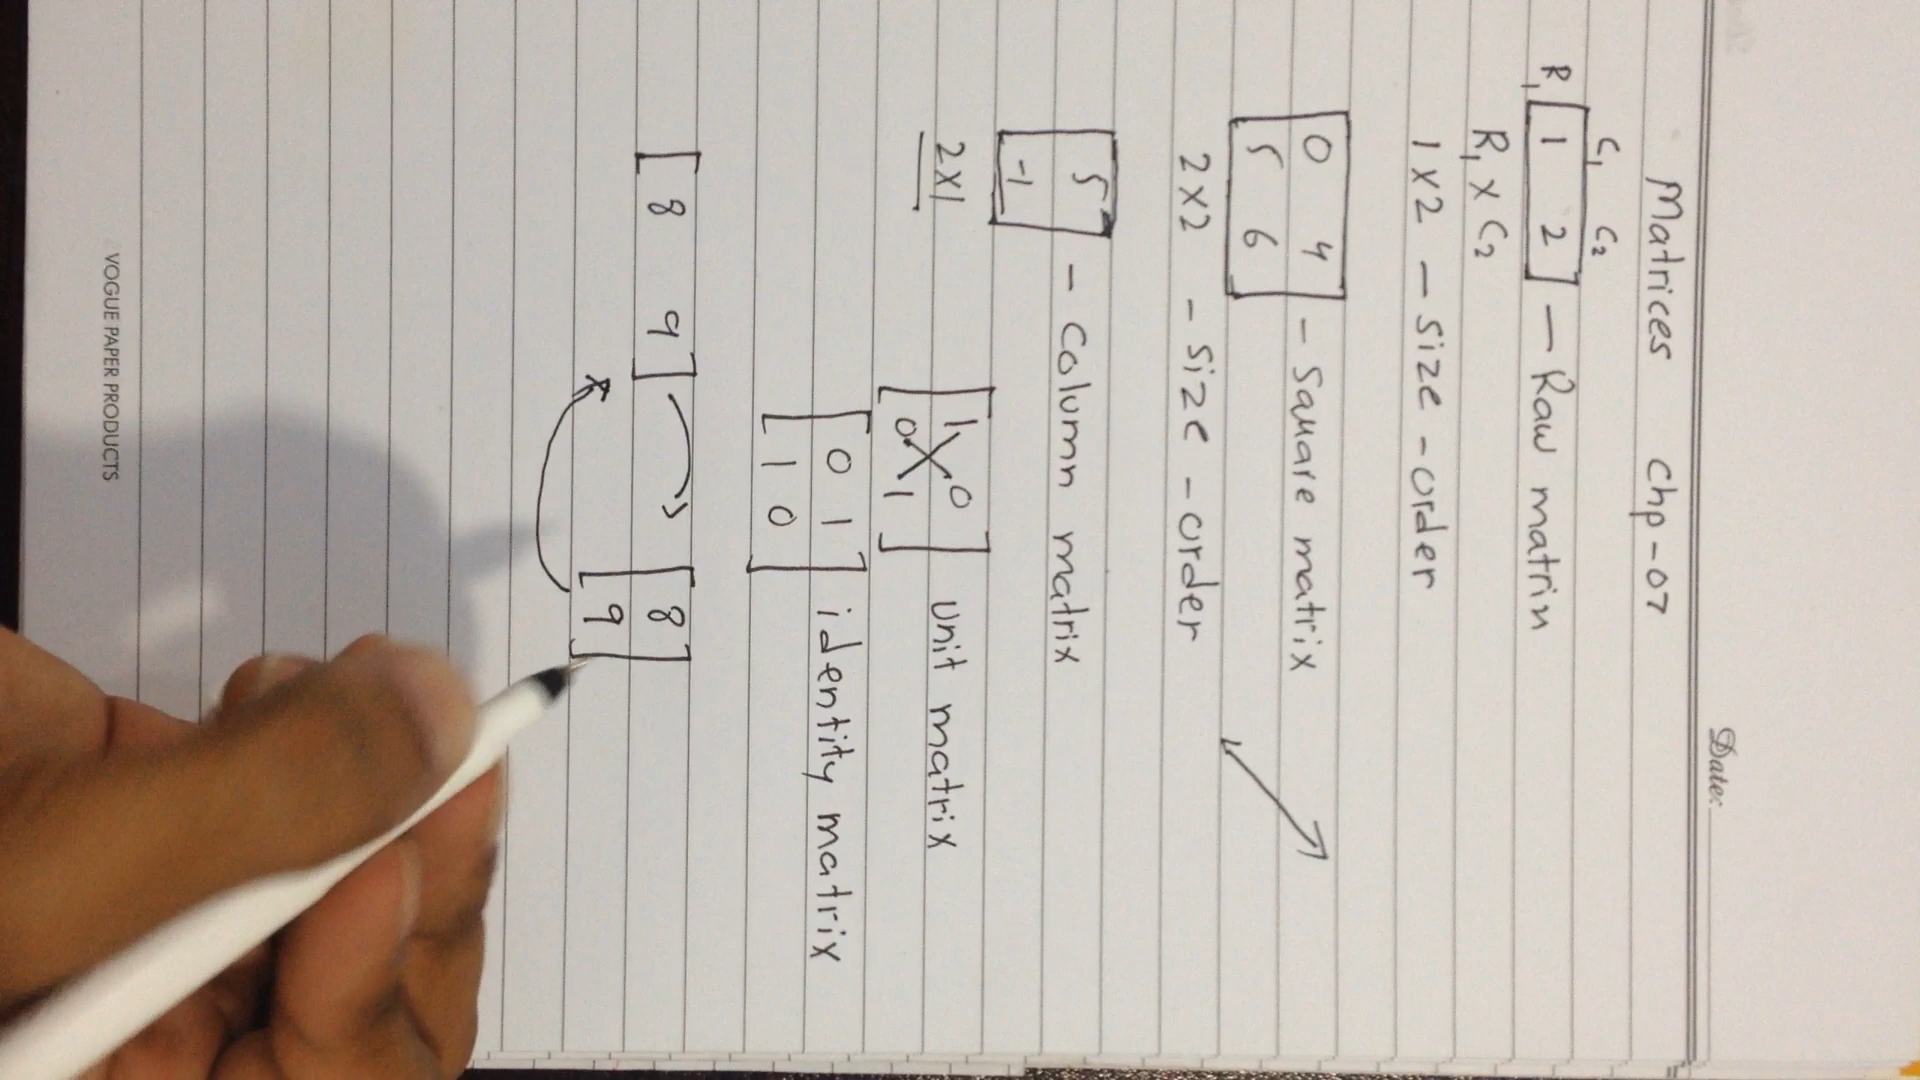 Date:
Matrices Chp-07
C1 C2
R1 [1 2] — Raw matrin
R1 x C2
1x2 - size - order
[0 4
5 6] - Square matrix
2x2 - size - order
[5
-1] - Column matrix
2x1
[1 0
0 1] Unit matrix
[0 1
1 0] identity matrix
[8 9] [8
9]
VOGUE PAPER PRODUCTS